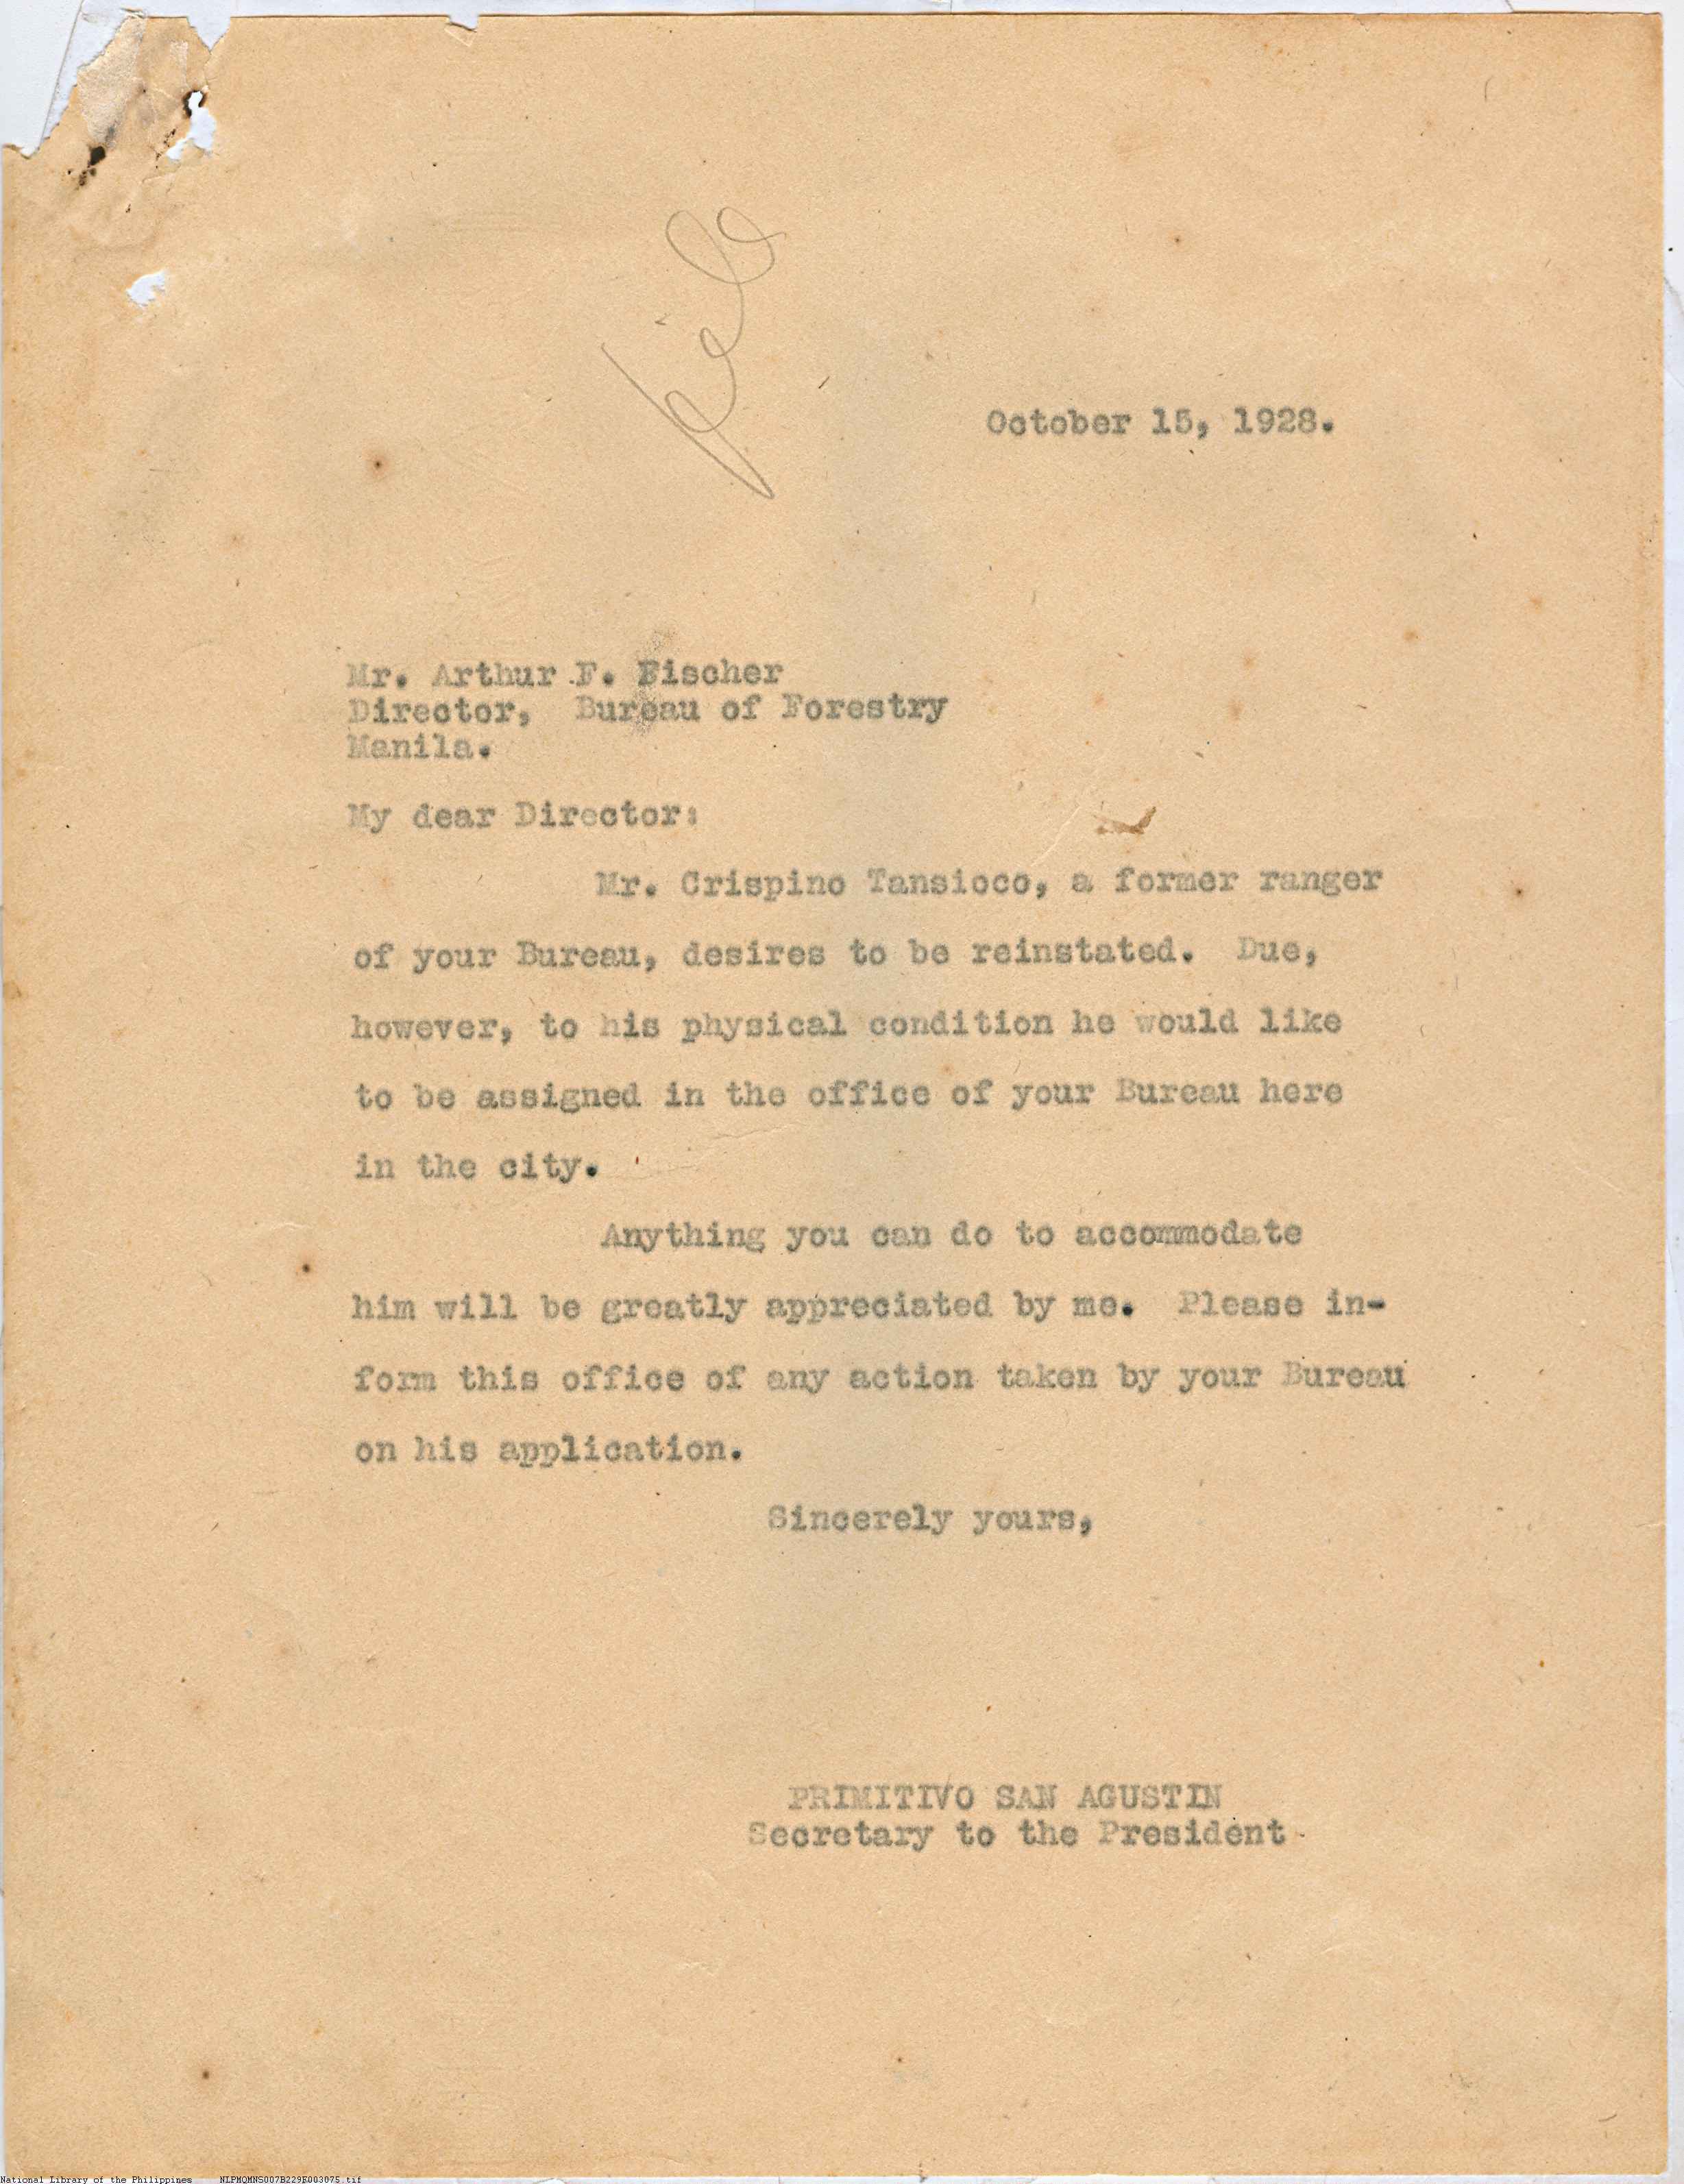 file
October 15, 1928.
Mr. Arthur F. Fischer
Director, Bureau of Forestry
Manila.
My dear Director:
Mr. Crispino Tansioco, a former ranger
of your Bureau, desires to be reinstated. Due,
however, to his physical condition he would like
to be assigned in the office of your Bureau here
in the city.
Anything you can do to accommodate
him will be greatly appreciated by me. Please in-
form this office of any action taken by your Bureau
on his application.
Sincerely yours,
PRIMITIVO SAN AGUSTIN
Secretary to the President
National Library of the Philippines NLPMQMNS007B229F003075.tif